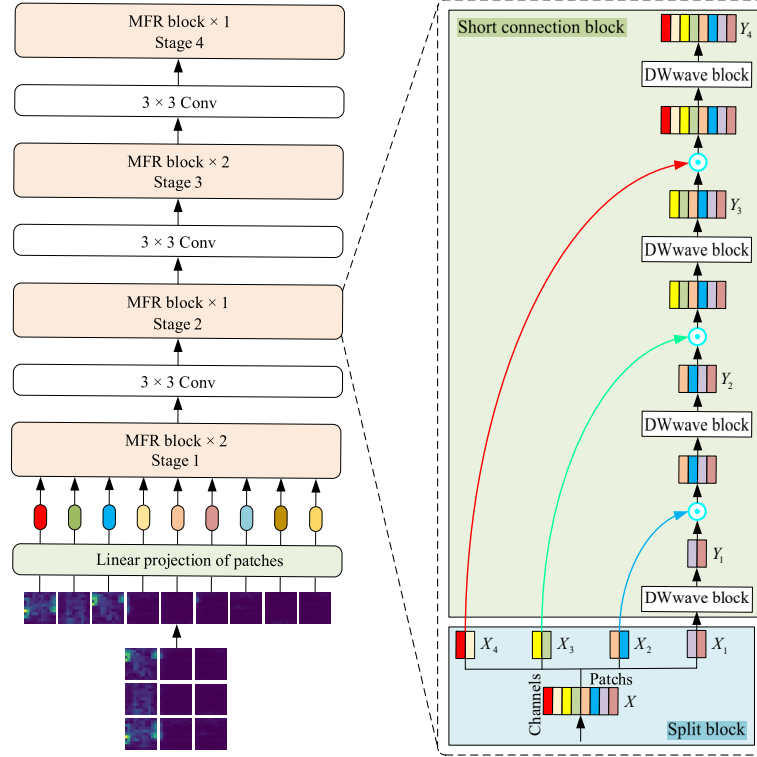 MFR block × 1
Stage 4
3 × 3 Conv
MFR block × 2
Stage 3
3 × 3 Conv
MFR block × 1
Stage 2
3 × 3 Conv
MFR block × 2
Stage 1
Linear projection of patches
Short connection block
Y4
DWwave block
Y3
DWwave block
Y2
DWwave block
Y1
DWwave block
X4
X3
X2
X1
Channels
Patchs
X
Split block